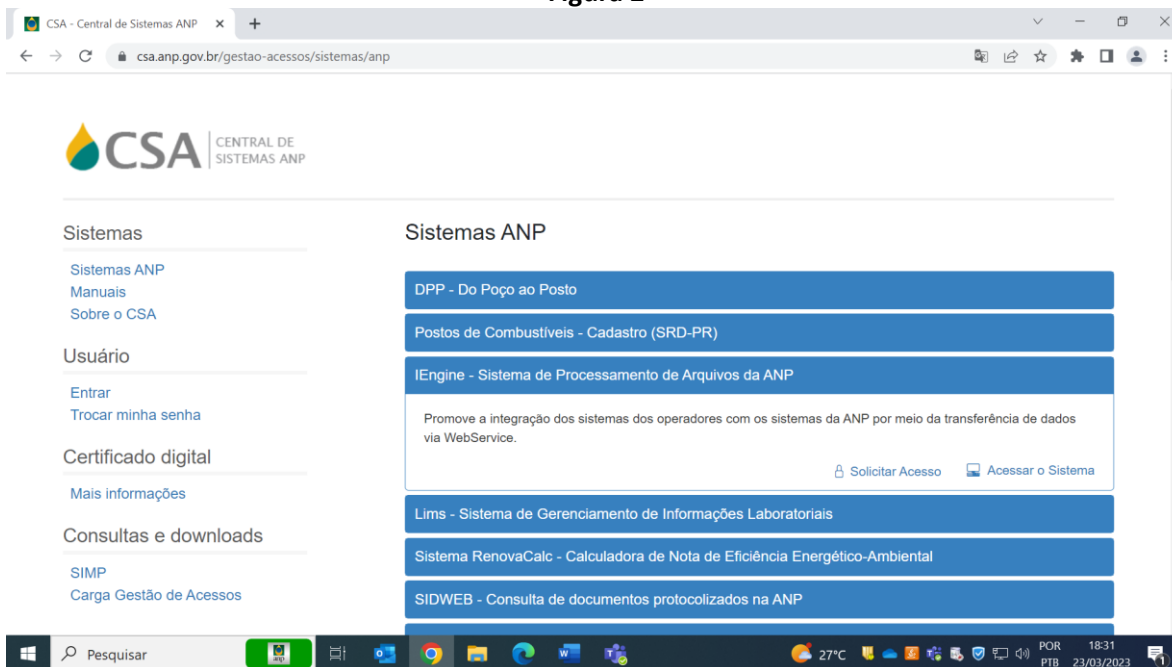 CSA - Central de Sistemas ANP
csa.anp.gov.br/gestao-acessos/sistemas/anp
CSA CENTRAL DE
SISTEMAS ANP
Sistemas
Sistemas ANP
Manuais
Sobre o CSA
Usuário
Entrar
Trocar minha senha
Certificado digital
Mais informações
Consultas e downloads
SIMP
Carga Gestão de Acessos
Sistemas ANP
DPP - Do Poço ao Posto
Postos de Combustíveis - Cadastro (SRD-PR)
IEngine - Sistema de Processamento de Arquivos da ANP
Promove a integração dos sistemas dos operadores com os sistemas da ANP por meio da transferência de dados
via WebService.
Solicitar Acesso Acessar o Sistema
Lims - Sistema de Gerenciamento de Informações Laboratoriais
Sistema RenovaCalc - Calculadora de Nota de Eficiência Energético-Ambiental
SIDWEB - Consulta de documentos protocolizados na ANP
Pesquisar
anp
27°C
POR
PTB
18:31
23/03/2023